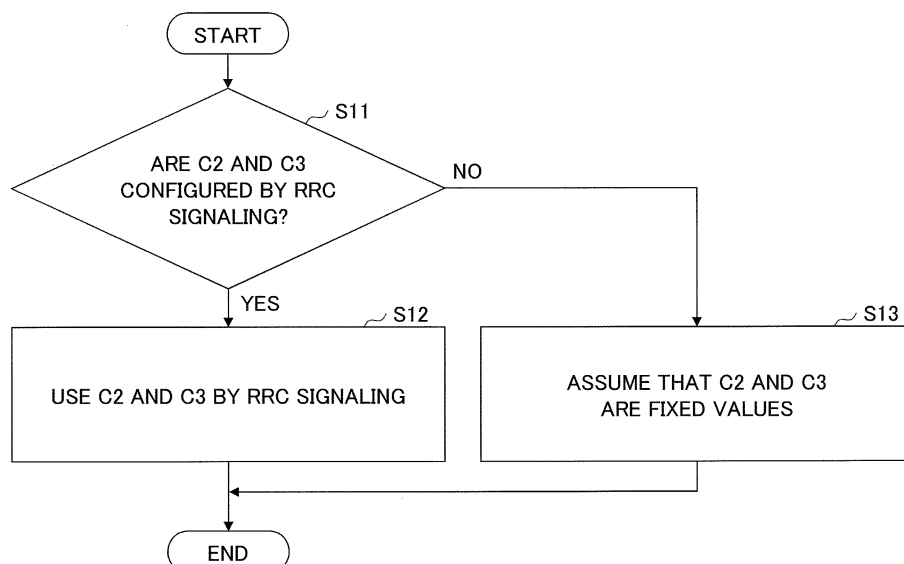 START
S11
ARE C2 AND C3
CONFIGURED BY RRC
SIGNALING?
NO
YES
S12
USE C2 AND C3 BY RRC SIGNALING
S13
ASSUME THAT C2 AND C3
ARE FIXED VALUES
END